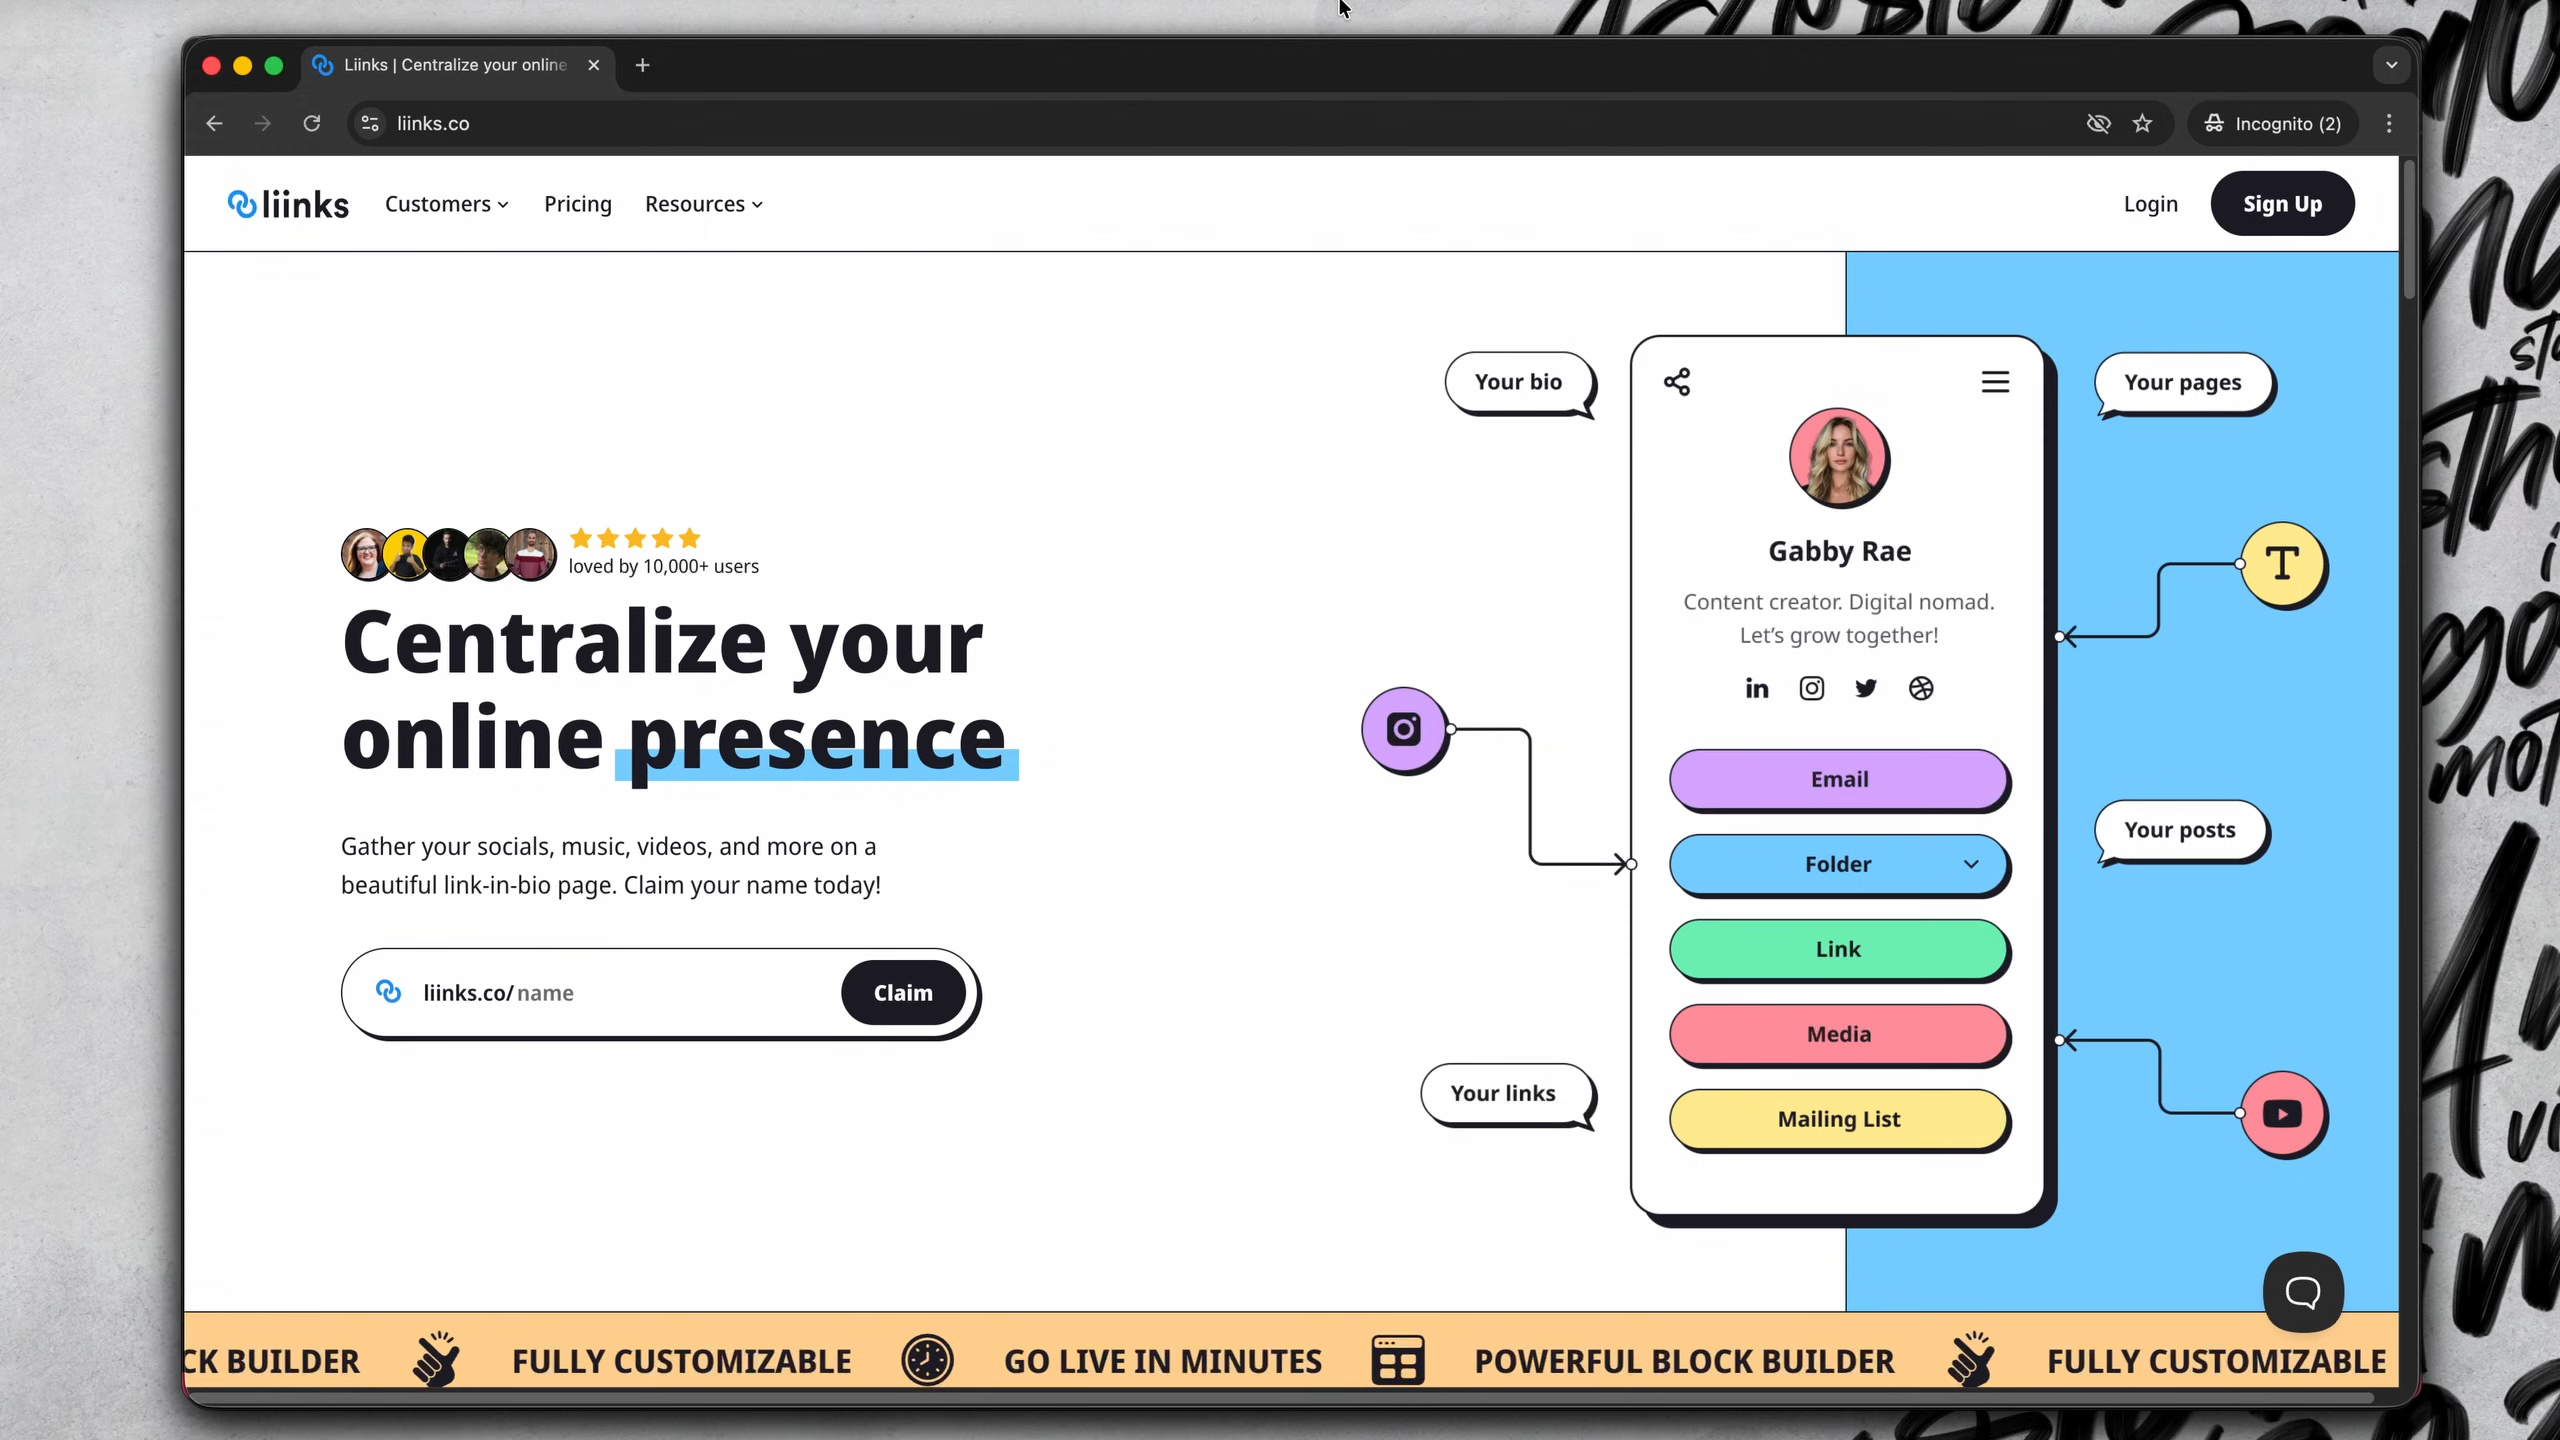 Liinks | Centralize your online
liinks.co
Incognito (2)
liinks
Customers
Pricing
Resources
Login
Sign Up
loved by 10,000+ users
Centralize your
online presence
Gather your socials, music, videos, and more on a
beautiful link-in-bio page. Claim your name today!
liinks.co/name
Claim
Your bio
Your pages
Gabby Rae
Content creator. Digital nomad.
Let’s grow together!
in
T
Email
Folder
Your posts
Link
Media
Your links
Mailing List
CK BUILDER
FULLY CUSTOMIZABLE
GO LIVE IN MINUTES
POWERFUL BLOCK BUILDER
FULLY CUSTOMIZABLE